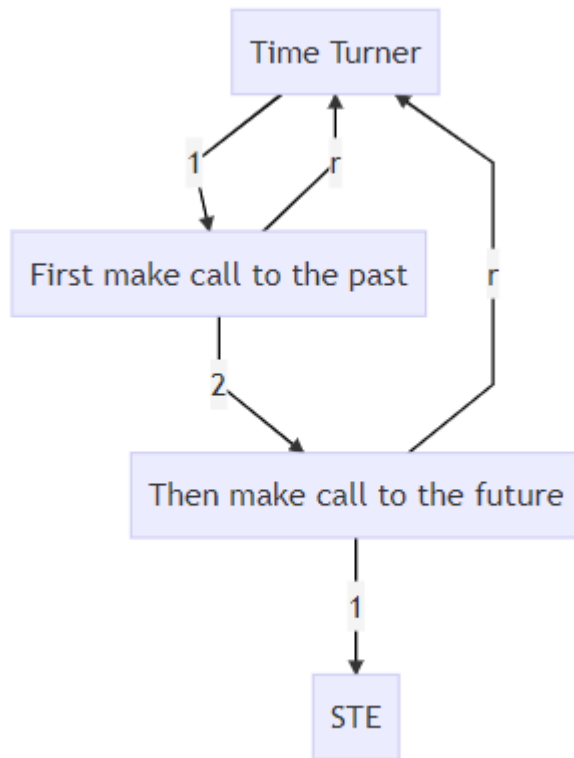 Time Turner
1
r
First make call to the past
r
2
Then make call to the future
1
STE